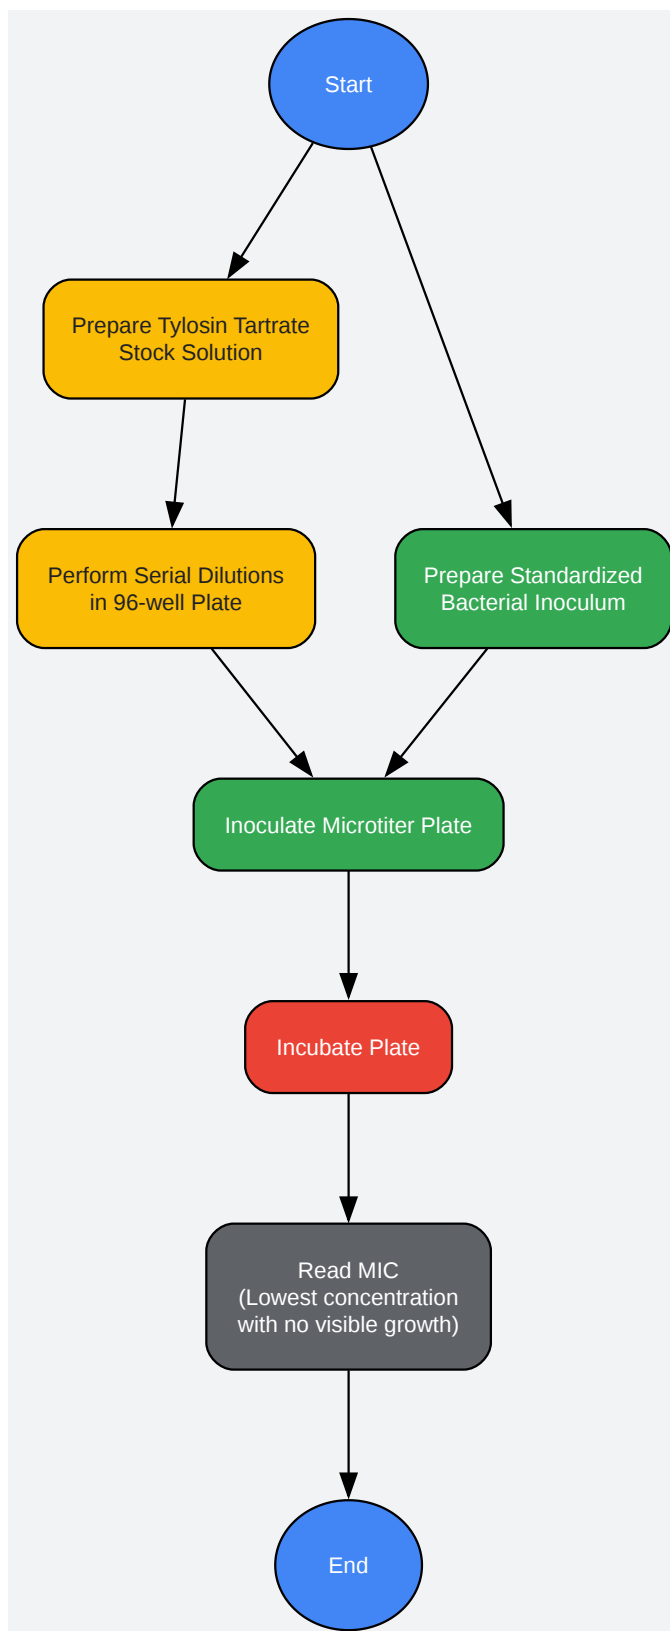 Start
Prepare Tylosin Tartrate
Stock Solution
Perform Serial Dilutions
in 96-well Plate
Prepare Standardized
Bacterial Inoculum
Inoculate Microtiter Plate
Incubate Plate
Read MIC
(Lowest concentration
with no visible growth)
End